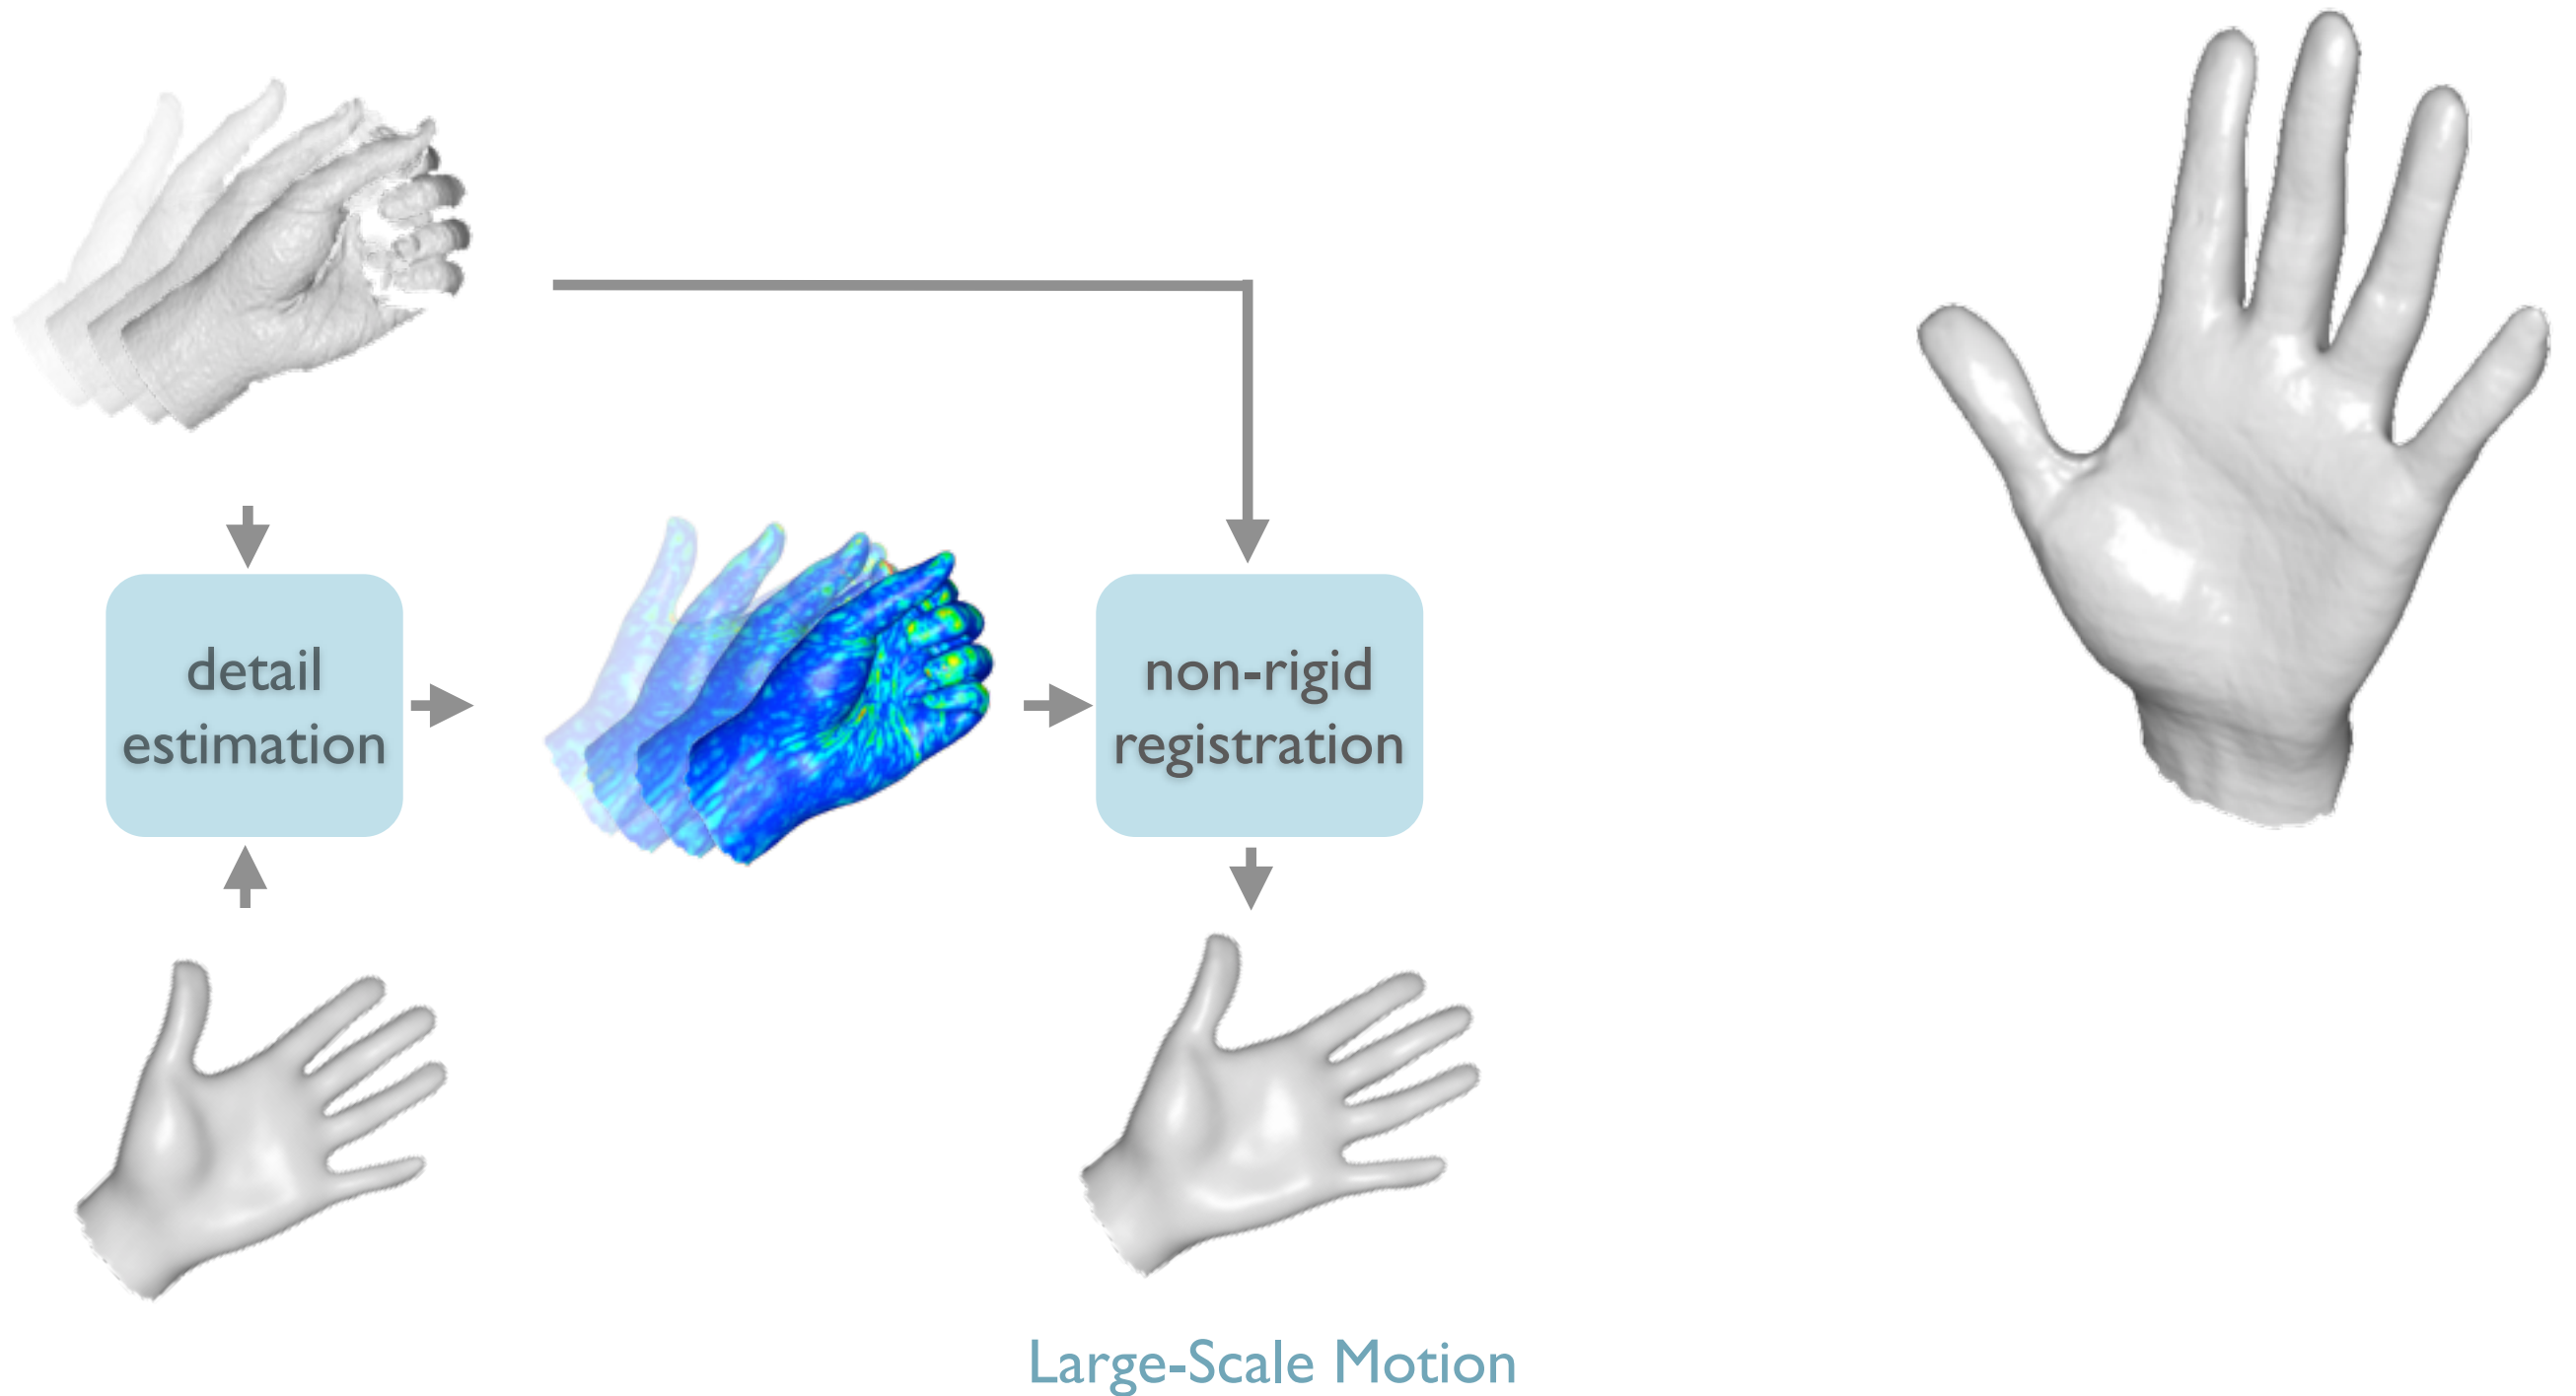 detail
estimation
non-rigid
registration
Large-Scale Motion